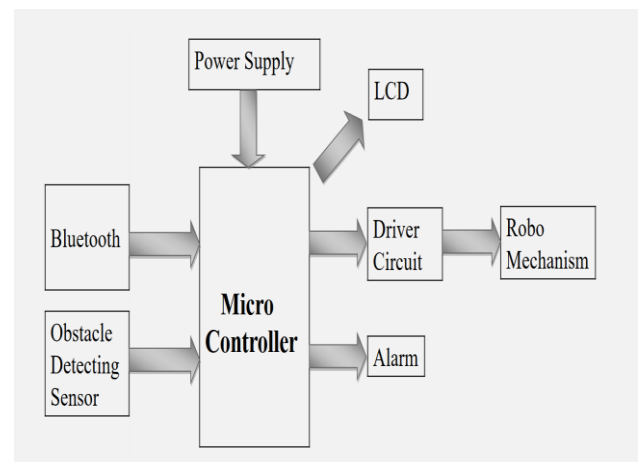 Power Supply
LCD
Bluetooth
Driver
Circuit
Robo
Mechanism
Micro
Controller
Obstacle
Detecting
Sensor
Alarm